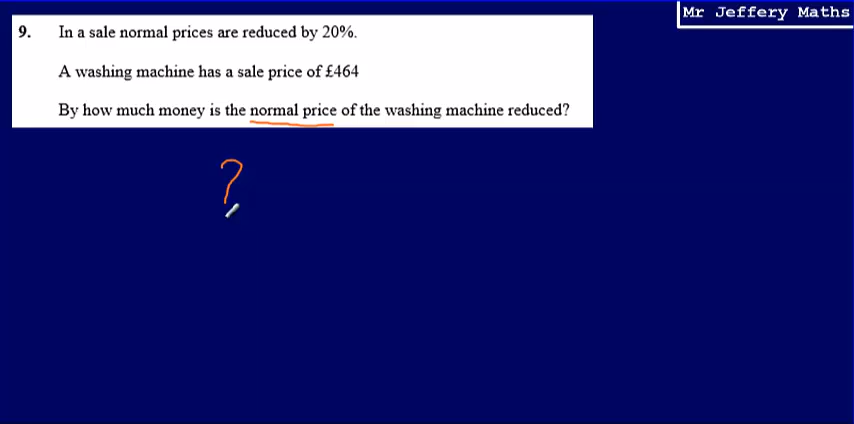 Mr Jeffery Maths
9. In a sale normal prices are reduced by 20%.
A washing machine has a sale price of £464
By how much money is the normal price of the washing machine reduced?
?